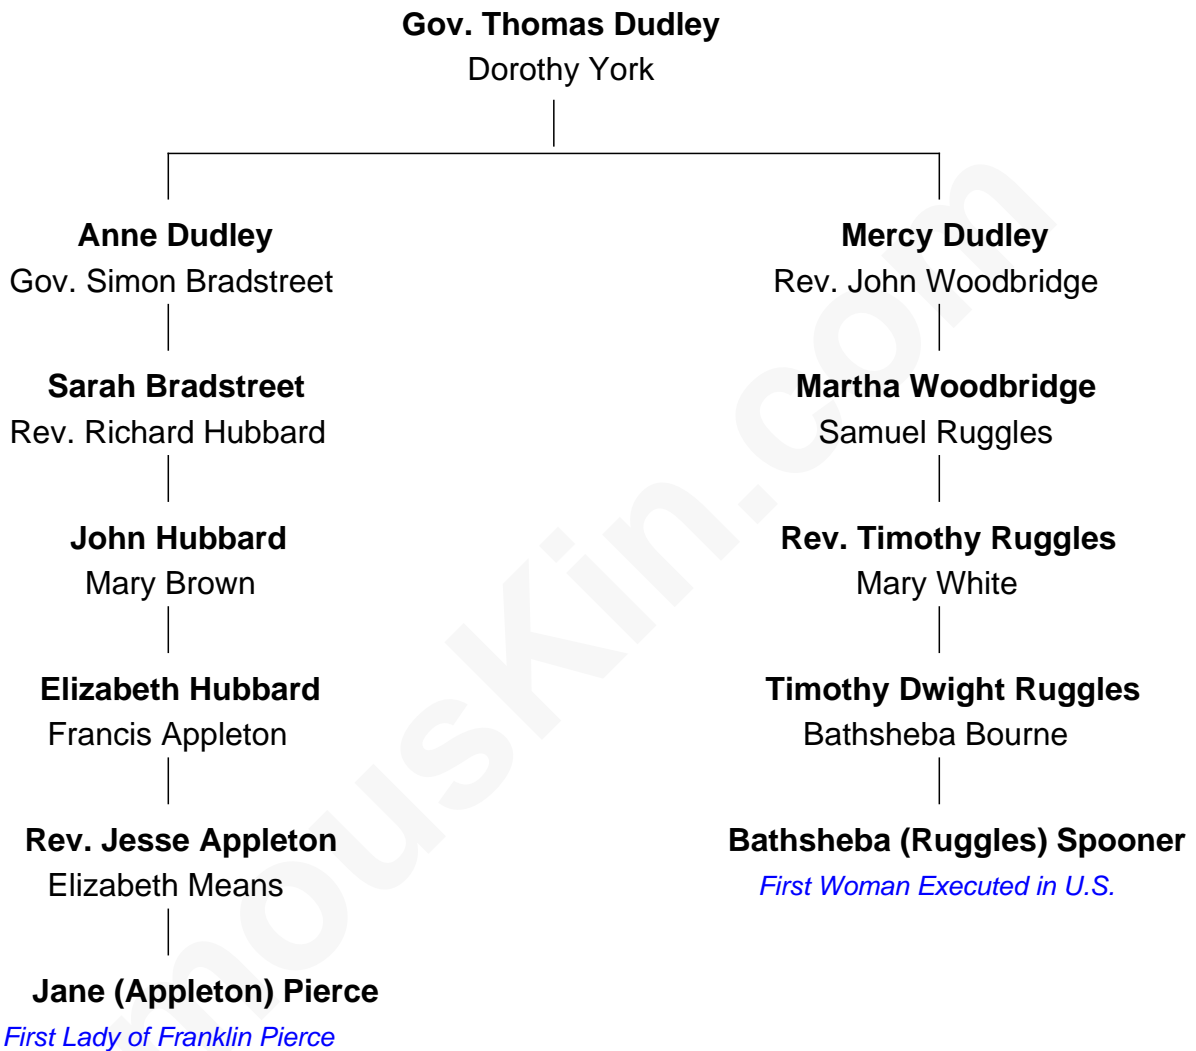 Gov. Thomas Dudley
Dorothy York
Anne Dudley
Gov. Simon Bradstreet
Mercy Dudley
Rev. John Woodbridge
Sarah Bradstreet
Rev. Richard Hubbard
Martha Woodbridge
Samuel Ruggles
John Hubbard
Mary Brown
Rev. Timothy Ruggles
Mary White
Elizabeth Hubbard
Francis Appleton
Timothy Dwight Ruggles
Bathsheba Bourne
Rev. Jesse Appleton
Elizabeth Means
Bathsheba (Ruggles) Spooner
First Woman Executed in U.S.
Jane (Appleton) Pierce
First Lady of Franklin Pierce
mousKin.com